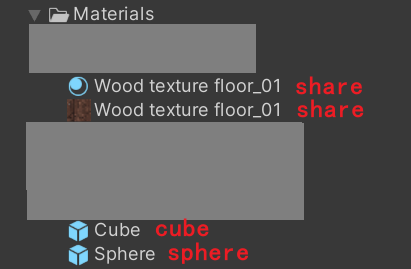 Materials
Wood texture floor_01 share
Wood texture floor_01 share
Cube cube
Sphere sphere